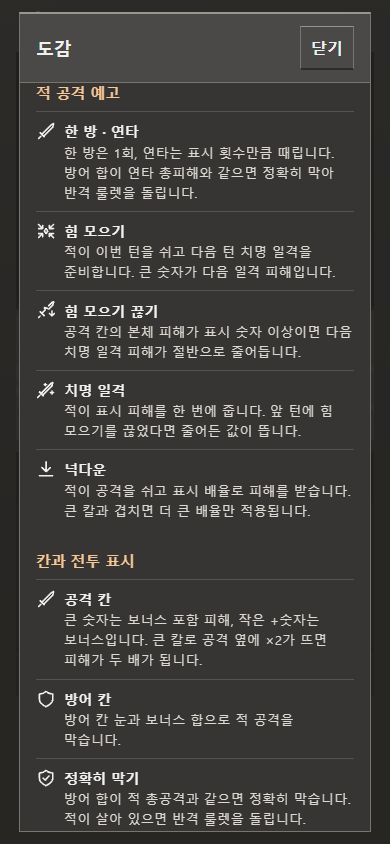 도감
닫기
적 공격 예고
한 방 · 연타
한 방은 1회, 연타는 표시 횟수만큼 때립니다.
방어 합이 연타 총피해와 같으면 정확히 막아
반격 룰렛을 돌립니다.
힘 모으기
적이 이번 턴을 쉬고 다음 턴 치명 일격을
준비합니다. 큰 숫자가 다음 일격 피해입니다.
힘 모으기 끊기
공격 칸의 본체 피해가 표시 숫자 이상이면 다음
치명 일격 피해가 절반으로 줄어듭니다.
치명 일격
적이 표시 피해를 한 번에 줍니다. 앞 턴에 힘
모으기를 끊었다면 줄어든 값이 뜹니다.
넉다운
적이 공격을 쉬고 표시 배율로 피해를 받습니다.
큰 칼과 겹치면 더 큰 배율만 적용됩니다.
칸과 전투 표시
공격 칸
큰 숫자는 보너스 포함 피해, 작은 +숫자는
보너스입니다. 큰 칼로 공격 옆에 ×2가 뜨면
피해가 두 배가 됩니다.
방어 칸
방어 칸 눈과 보너스 합으로 적 공격을
막습니다.
정확히 막기
방어 합이 적 총공격과 같으면 정확히 막습니다.
적이 살아 있으면 반격 룰렛을 돌립니다.